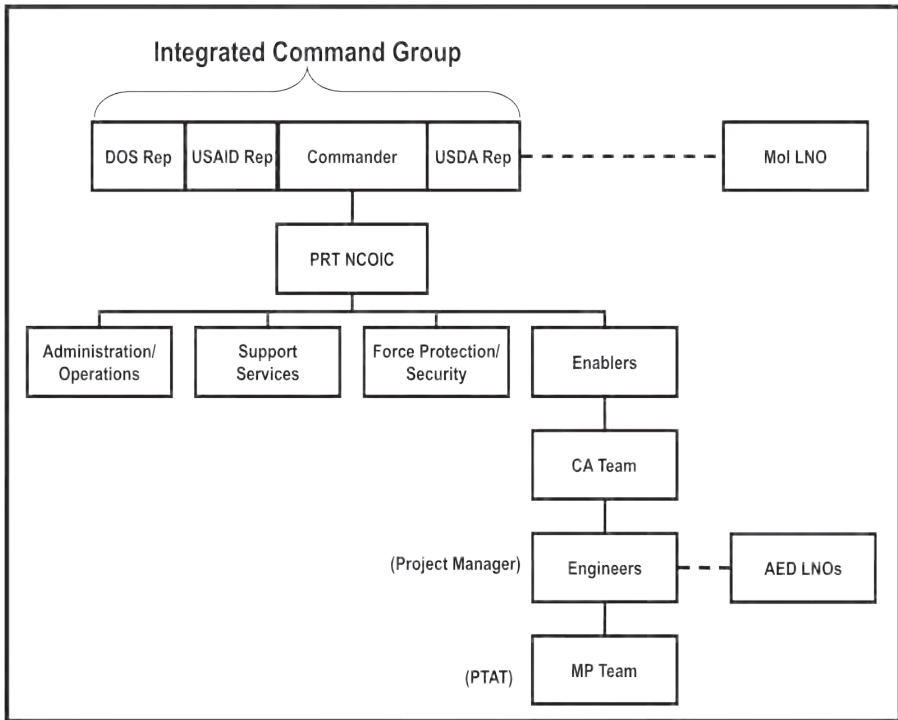 Integrated Command Group
DOS Rep
USAID Rep
Commander
USDA Rep
MoI LNO
PRT NCOIC
Administration/
Operations
Support
Services
Force Protection/
Security
Enablers
CA Team
(Project Manager)
Engineers
AED LNOs
(PTAT)
MP Team